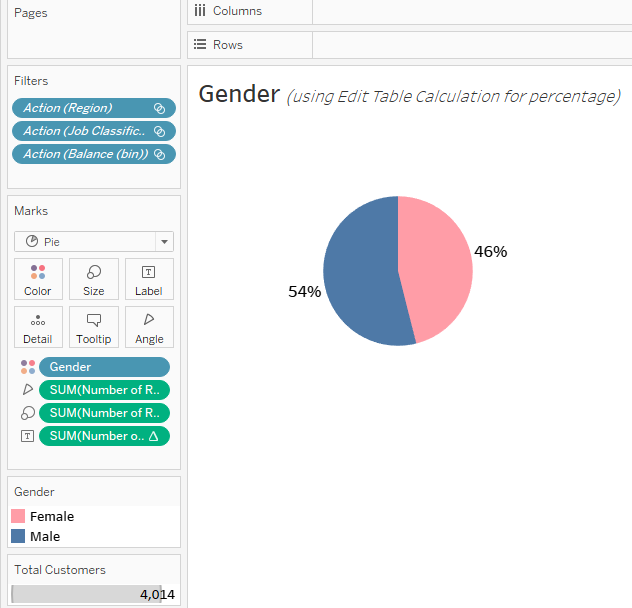 Pages
Columns
Rows
Filters
Action (Region)
Action (Job Classific..
Action (Balance (bin))
Marks
Pie
Color
Size
Label
Detail
Tooltip
Angle
Gender
SUM(Number of R..
SUM(Number of R..
SUM(Number o..
Gender
Female
Male
Total Customers
4,014
Gender (using Edit Table Calculation for percentage)
46%
54%